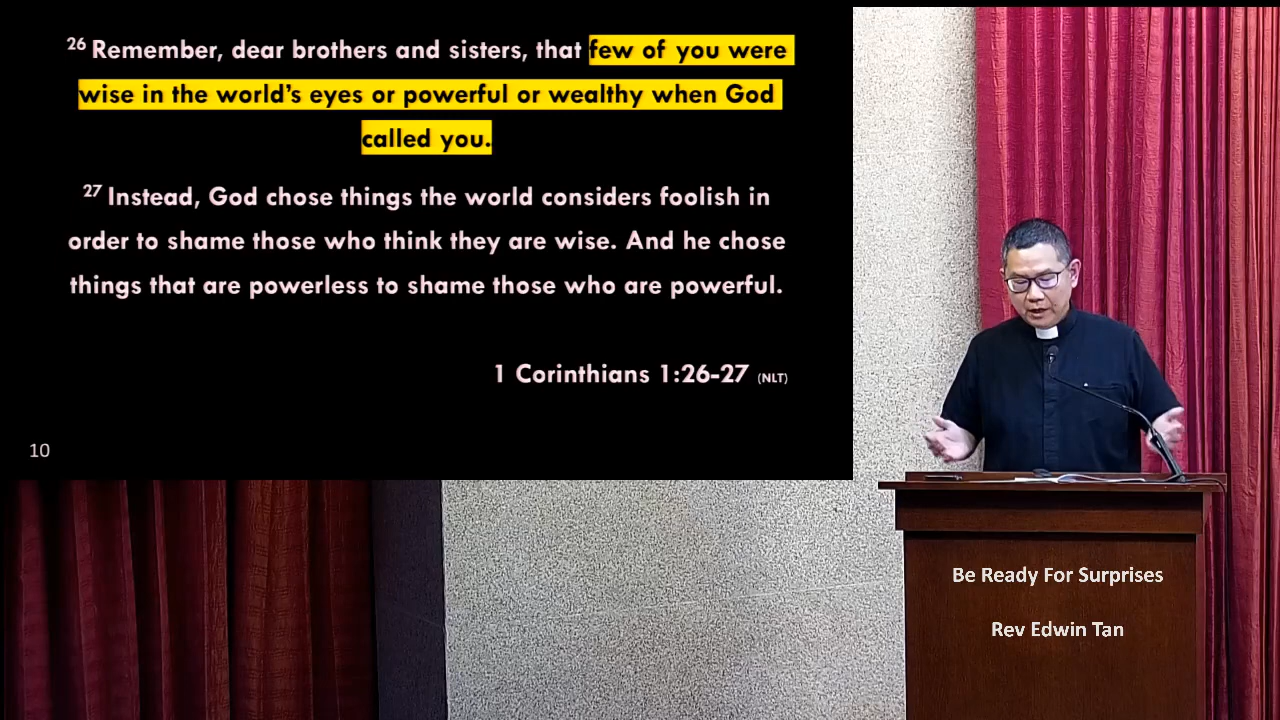 26 Remember, dear brothers and sisters, that few of you were
wise in the world's eyes or powerful or wealthy when God
called you.
27 Instead, God chose things the world considers foolish in
order to shame those who think they are wise. And he chose
things that are powerless to shame those who are powerful.
1 Corinthians 1:26-27 (NLT)
10
Be Ready For Surprises
Rev Edwin Tan